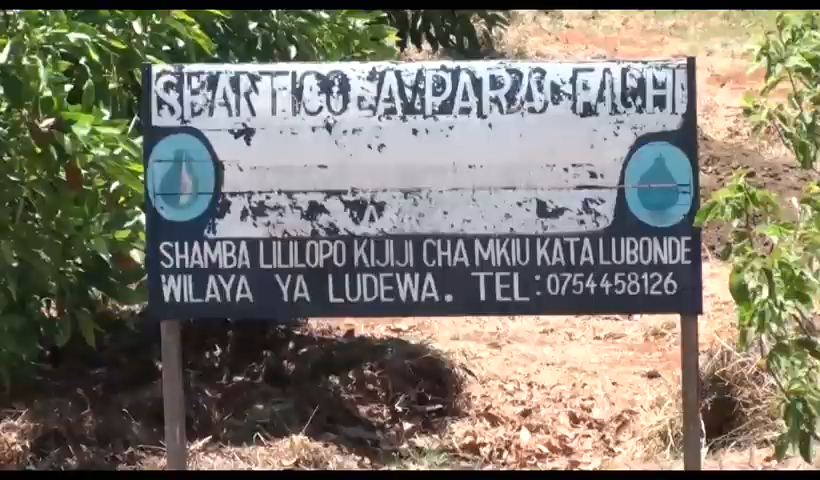 SHAMBA LILILOPO KIJIJI CHA MKIU KATA LUBONDE
WILAYA YA LUDEWA. TEL: 0754458126